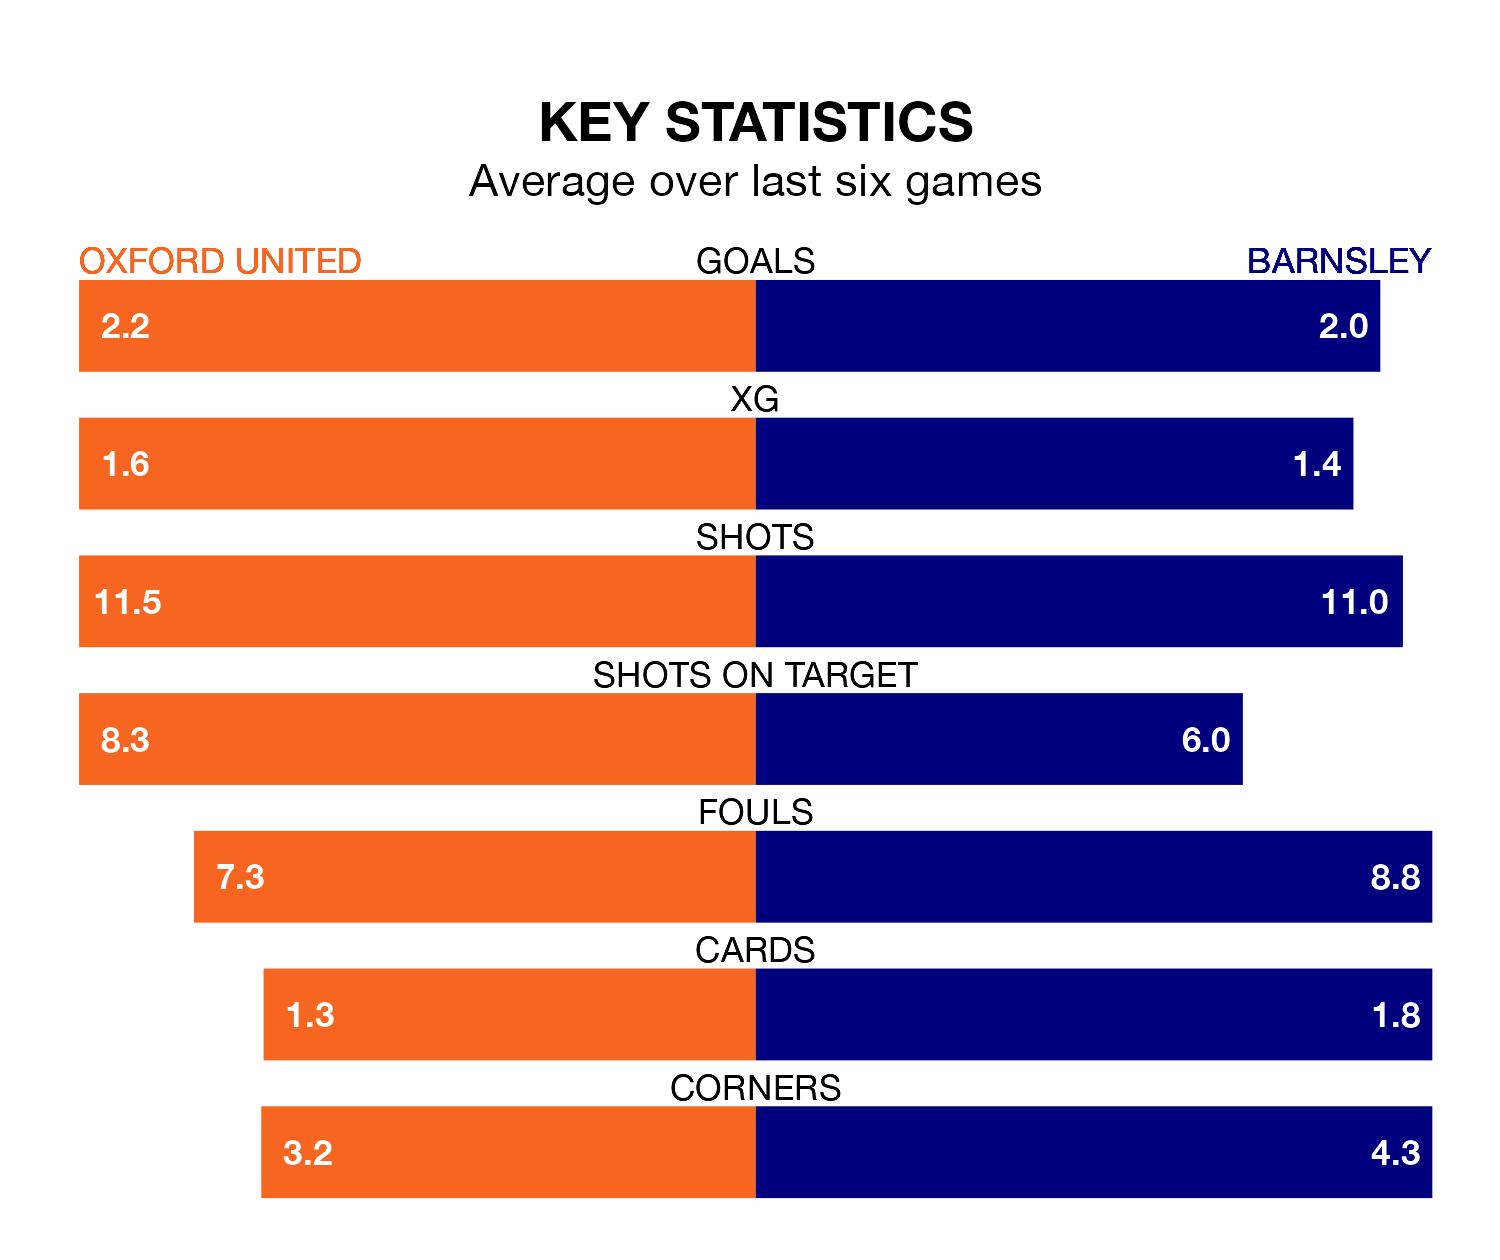 KEY STATISTICS
Average over last six games
OXFORD UNITED GOALS BARNSLEY
2.2 2.0
XG
1.6 1.4
SHOTS
11.5 11.0
SHOTS ON TARGET
8.3 6.0
FOULS
7.3 8.8
CARDS
1.3 1.8
CORNERS
3.2 4.3